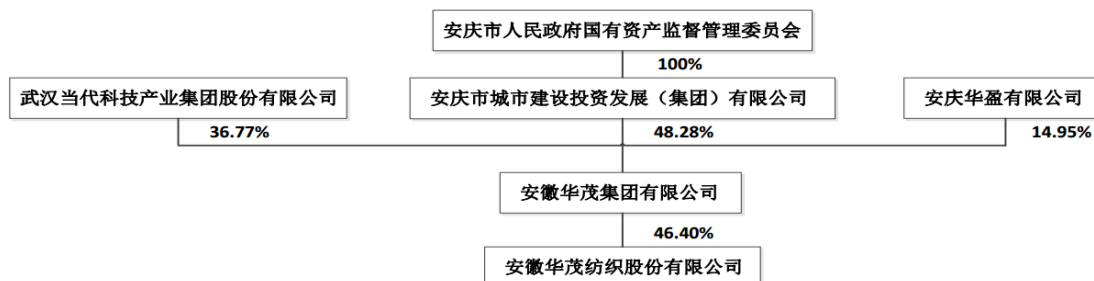 安庆市人民政府国有资产监督管理委员会
100%
武汉当代科技产业集团股份有限公司
安庆市城市建设投资发展（集团）有限公司
安庆华盈有限公司
36.77%
48.28%
14.95%
安徽华茂集团有限公司
46.40%
安徽华茂纺织股份有限公司